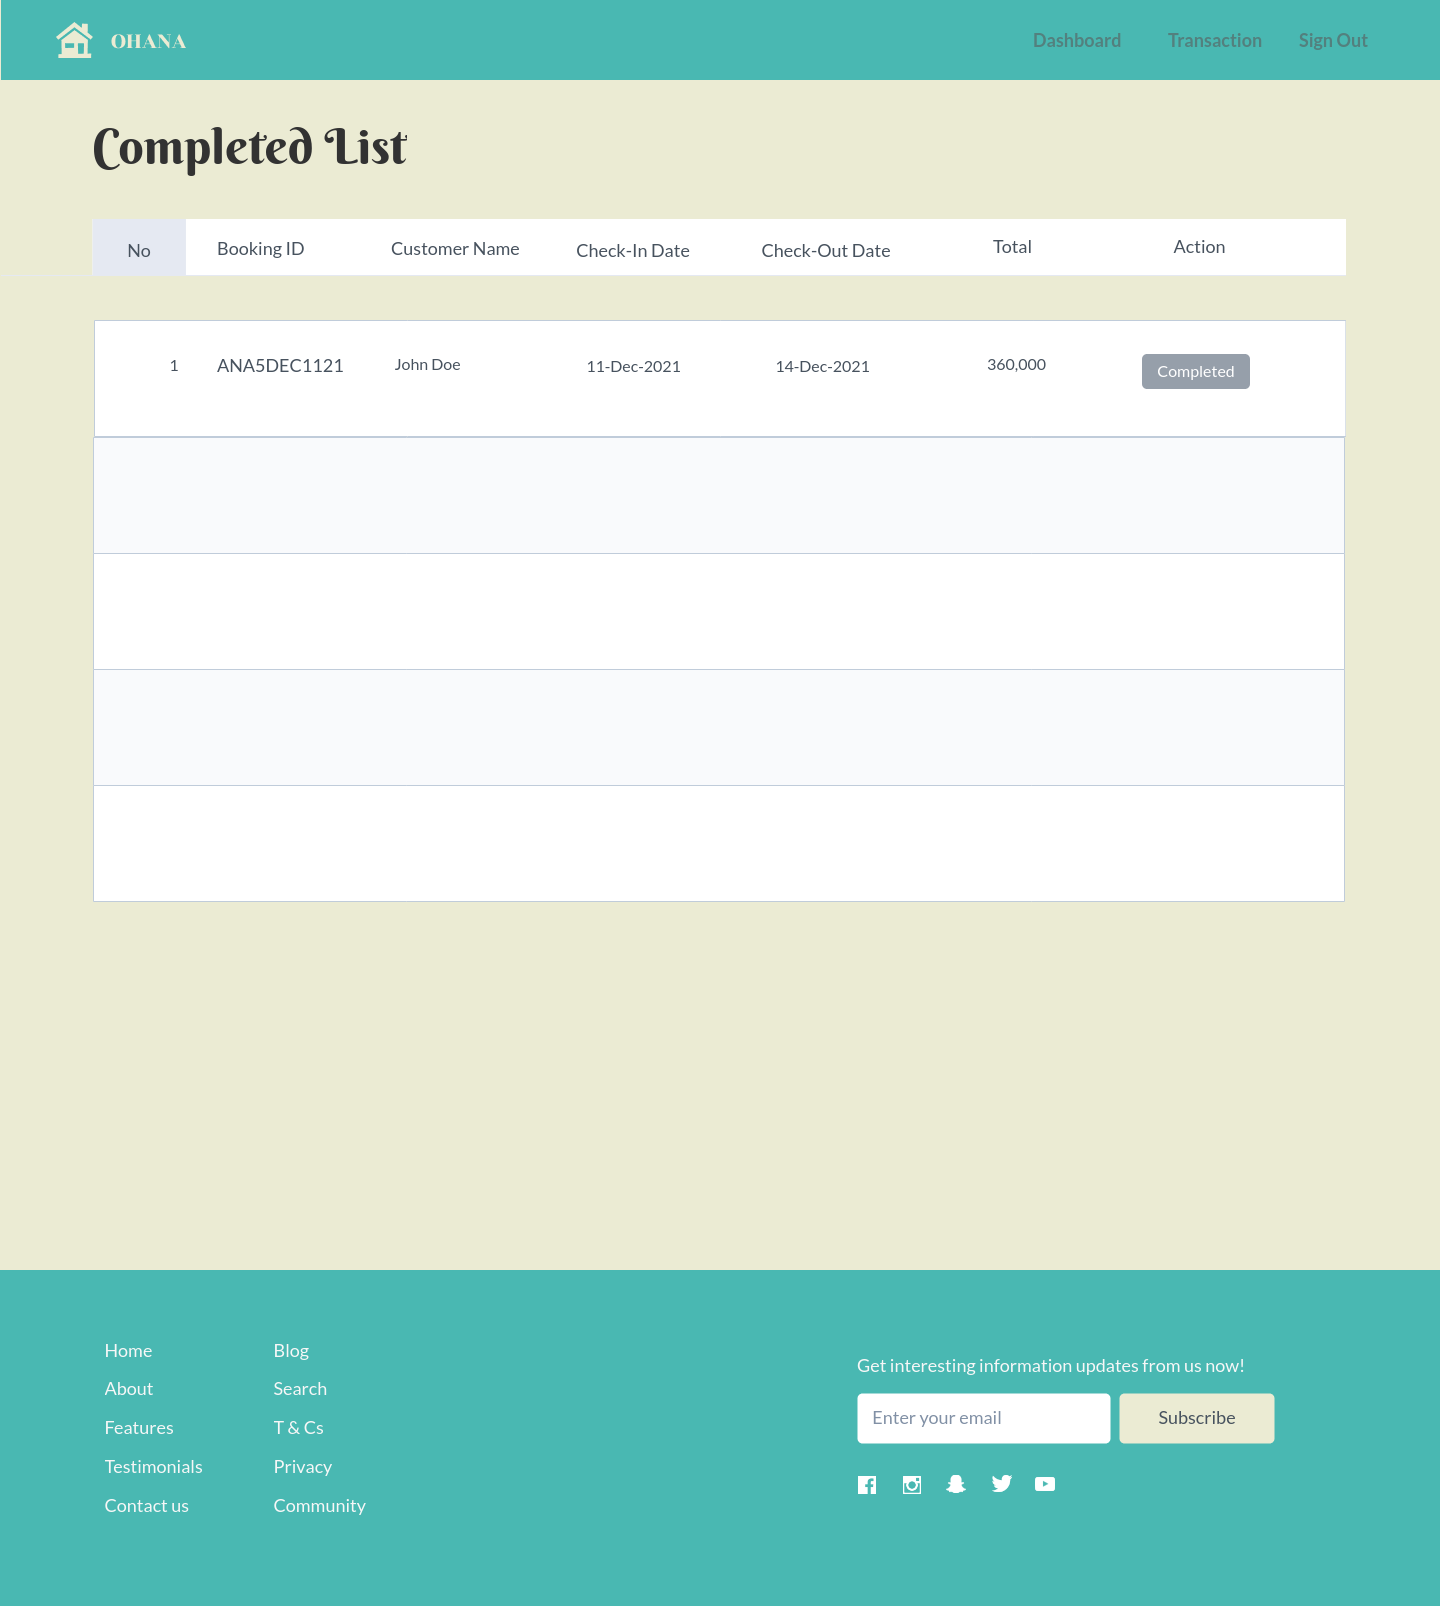 OHANA
Dashboard Transaction Sign Out
Completed List
No Booking ID Customer Name Check-In Date Check-Out Date Total Action
1 ANA5DEC1121 John Doe 11-Dec-2021 14-Dec-2021 360,000 Completed
Home
About
Features
Testimonials
Contact us
Blog
Search
T & Cs
Privacy
Community
Get interesting information updates from us now!
Enter your email
Subscribe